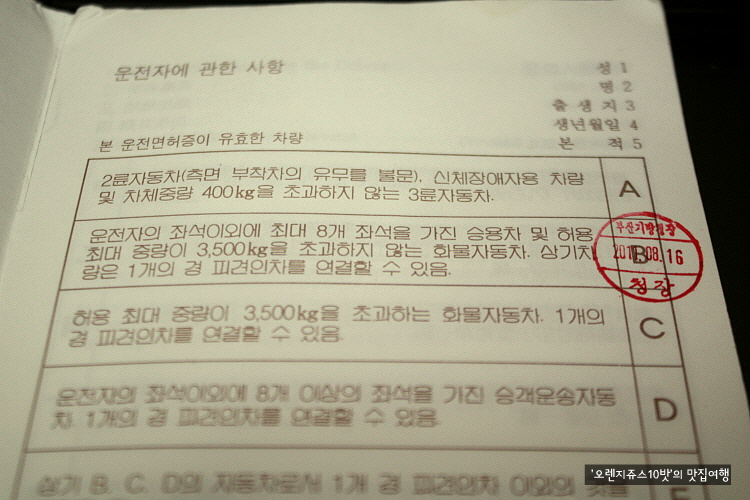 운전자에 관한 사항
성 1
명 2
출 생 지 3
생년월일 4
본 적 5
본 운전면허증이 유효한 차량
2륜자동차(측면 부착차의 유무를 불문), 신체장애자용 차량
및 차체중량 400kg을 초과하지 않는 3륜자동차.
A
운전자의 좌석이외에 최대 8개 좌석을 가진 승용차 및 허용
최대 중량이 3,500kg을 초과하지 않는 화물자동차. 상기차
량은 1개의 경 피견인차를 연결할 수 있음.
B
08.16
청 장
허용 최대 중량이 3,500kg을 초과하는 화물자동차. 1개의
경 피견인차를 연결할 수 있음.
C
운전자의 좌석이외에 8개 이상의 좌석을 가진 승객운송자동
차. 1개의 경 피견인차를 연결할 수 있음
D
상기 B. C. D의 자동차로서 1개 경 피견인차 이외의
'오렌지쥬스10밧'의 맛집여행